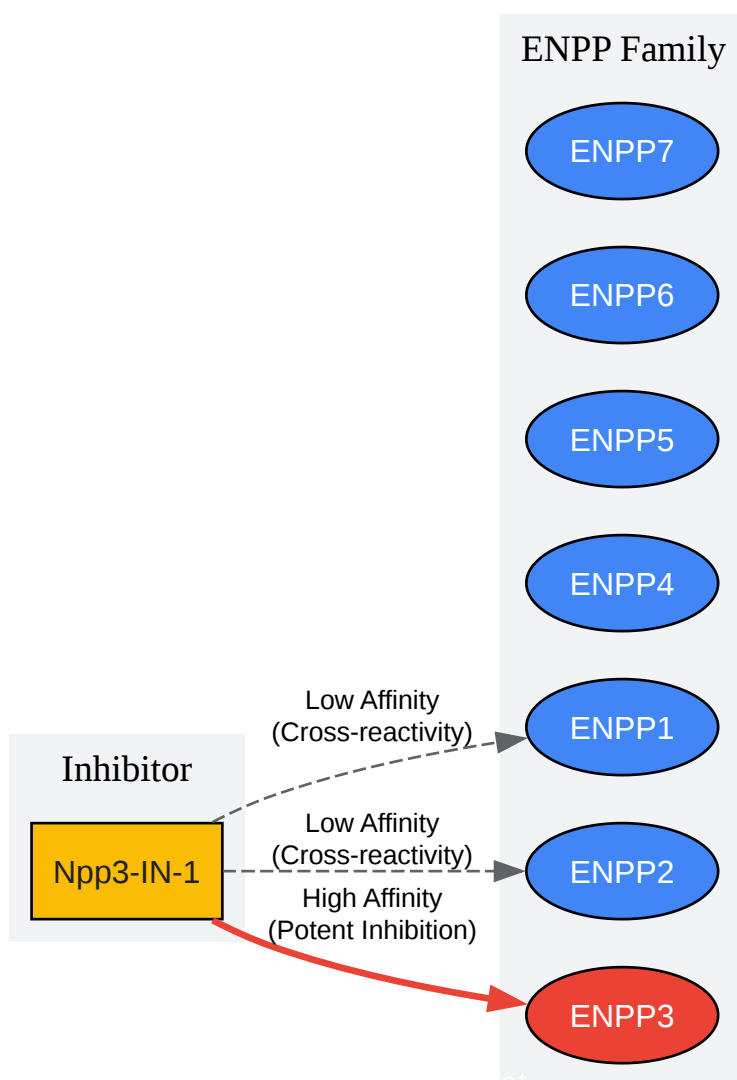 ENPP Family
ENPP7
ENPP6
ENPP5
ENPP4
Low Affinity
(Cross-reactivity)
ENPP1
Inhibitor
Npp3-IN-1
Low Affinity
(Cross-reactivity)
ENPP2
High Affinity
(Potent Inhibition)
ENPP3